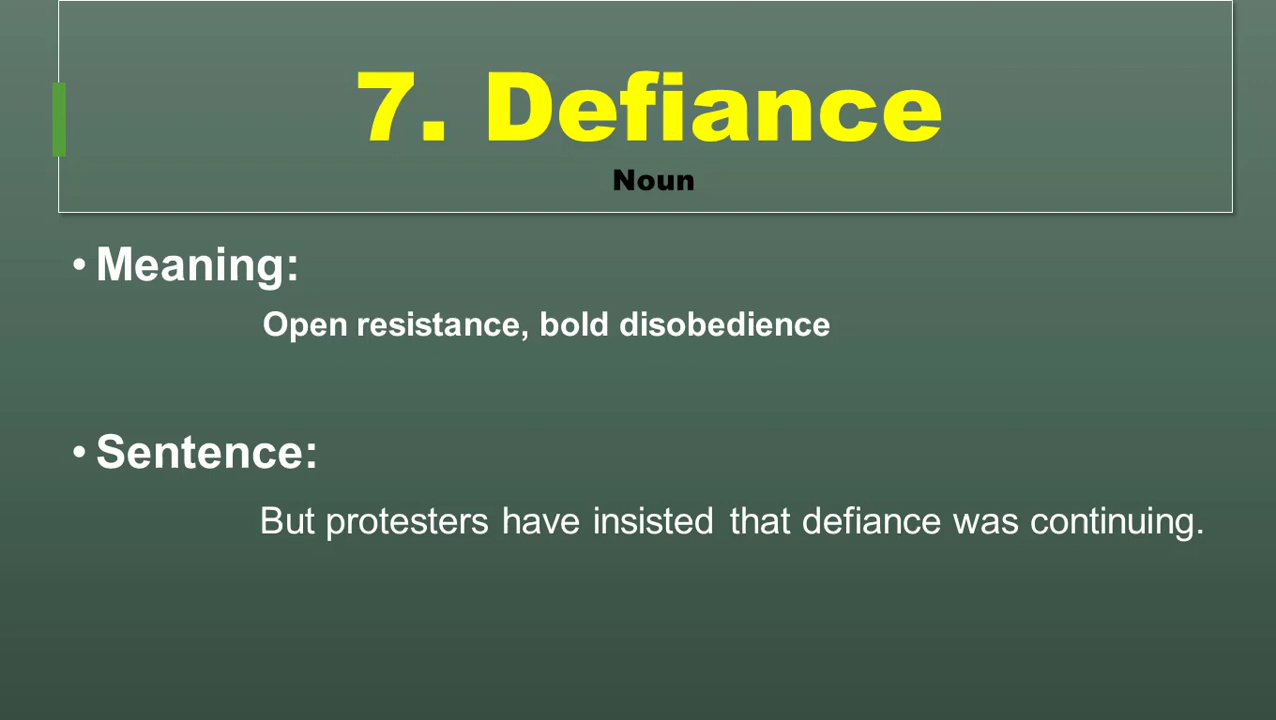 7. Defiance
Noun
• Meaning:
Open resistance, bold disobedience
• Sentence:
But protesters have insisted that defiance was continuing.